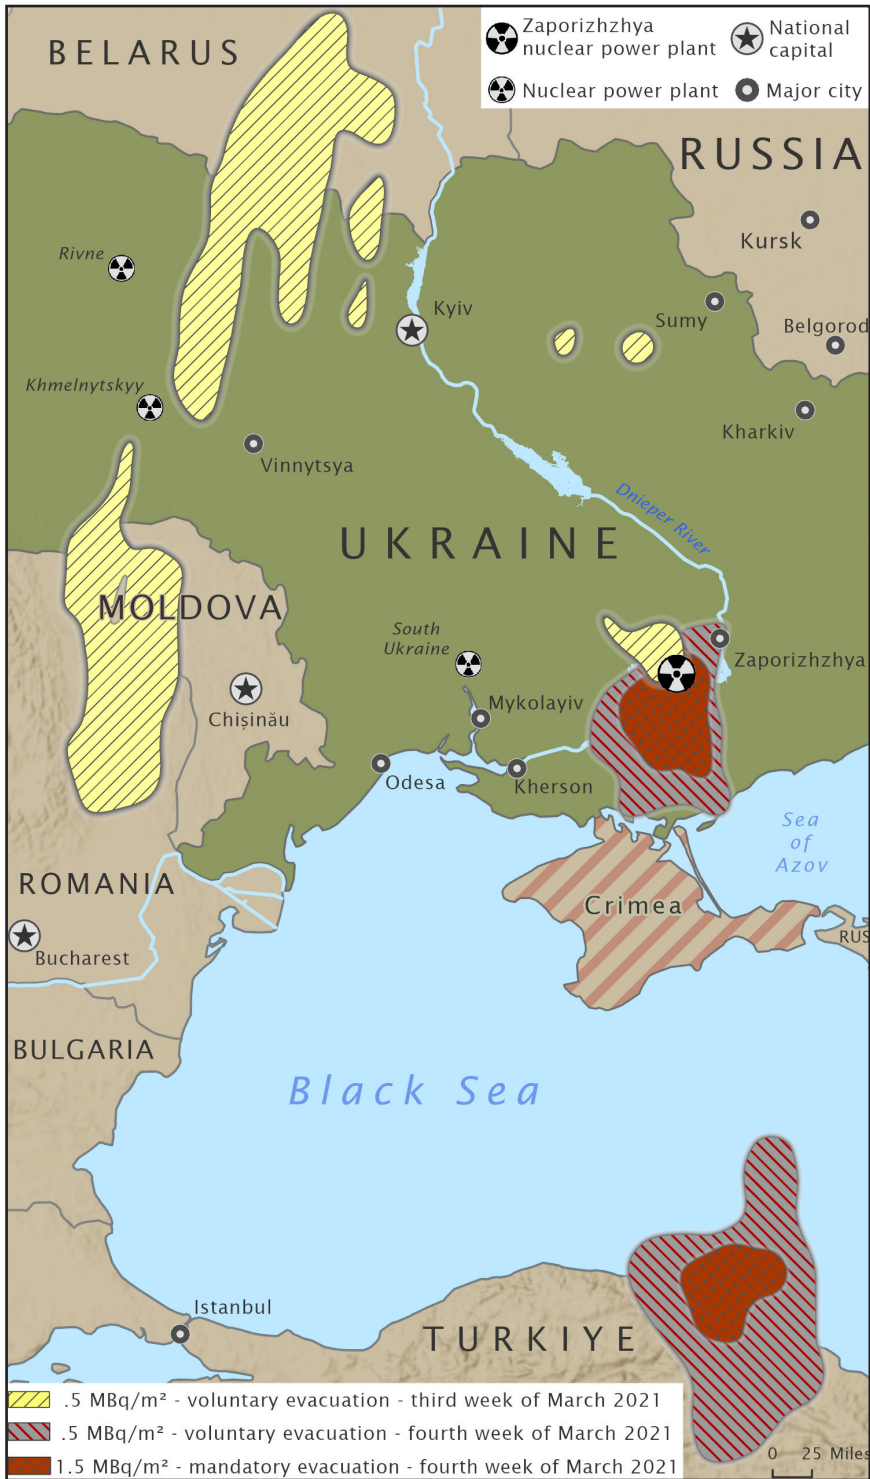 Zaporizhzhya
nuclear power plant
National
capital
Nuclear power plant
Major city
BELARUS
RUSSIA
Kursk
Rivne
Kyiv
Sumy
Belgorod
Khmelnytskyy
Kharkiv
Vinnytsya
Dnieper River
UKRAINE
MOLDOVA
South
Ukraine
Zaporizhzhya
Chişinău
Mykolayiv
Odesa
Kherson
Sea
of
Azov
ROMANIA
Crimea
Bucharest
RUS
BULGARIA
Black Sea
Istanbul
TURKIYE
.5 MBq/m² - voluntary evacuation - third week of March 2021
.5 MBq/m² - voluntary evacuation - fourth week of March 2021
1.5 MBq/m² - mandatory evacuation - fourth week of March 2021
0 25 Miles